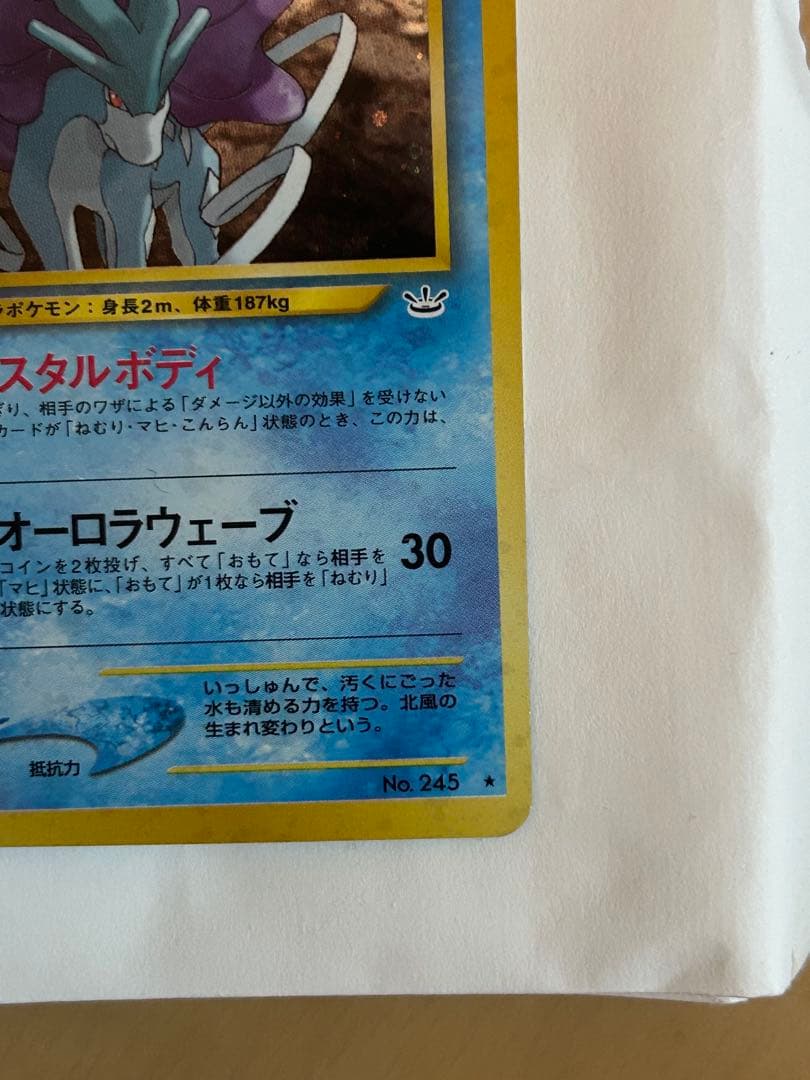 ラポケモン：身長2m、体重187kg
スタルボディ
ぎり、相手のワザによる「ダメージ以外の効果」を受けない
カードが「ねむり・マヒ・こんらん」状態のとき、この力は、
オーロラウェーブ
30
コインを2枚投げ、すべて「おもて」なら相手を
「マヒ」状態に、「おもて」が1枚なら相手を「ねむり」
状態にする。
いっしゅんで、汚くにごった
水も清める力を持つ。北風の
生まれ変わりという。
抵抗力
No. 245 ★